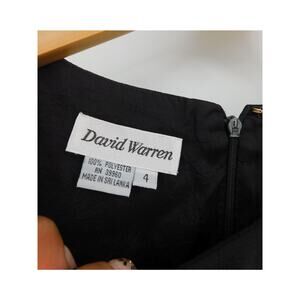 David Warren
100% POLYESTER
RN 39960
MADE IN SRI LANKA
4